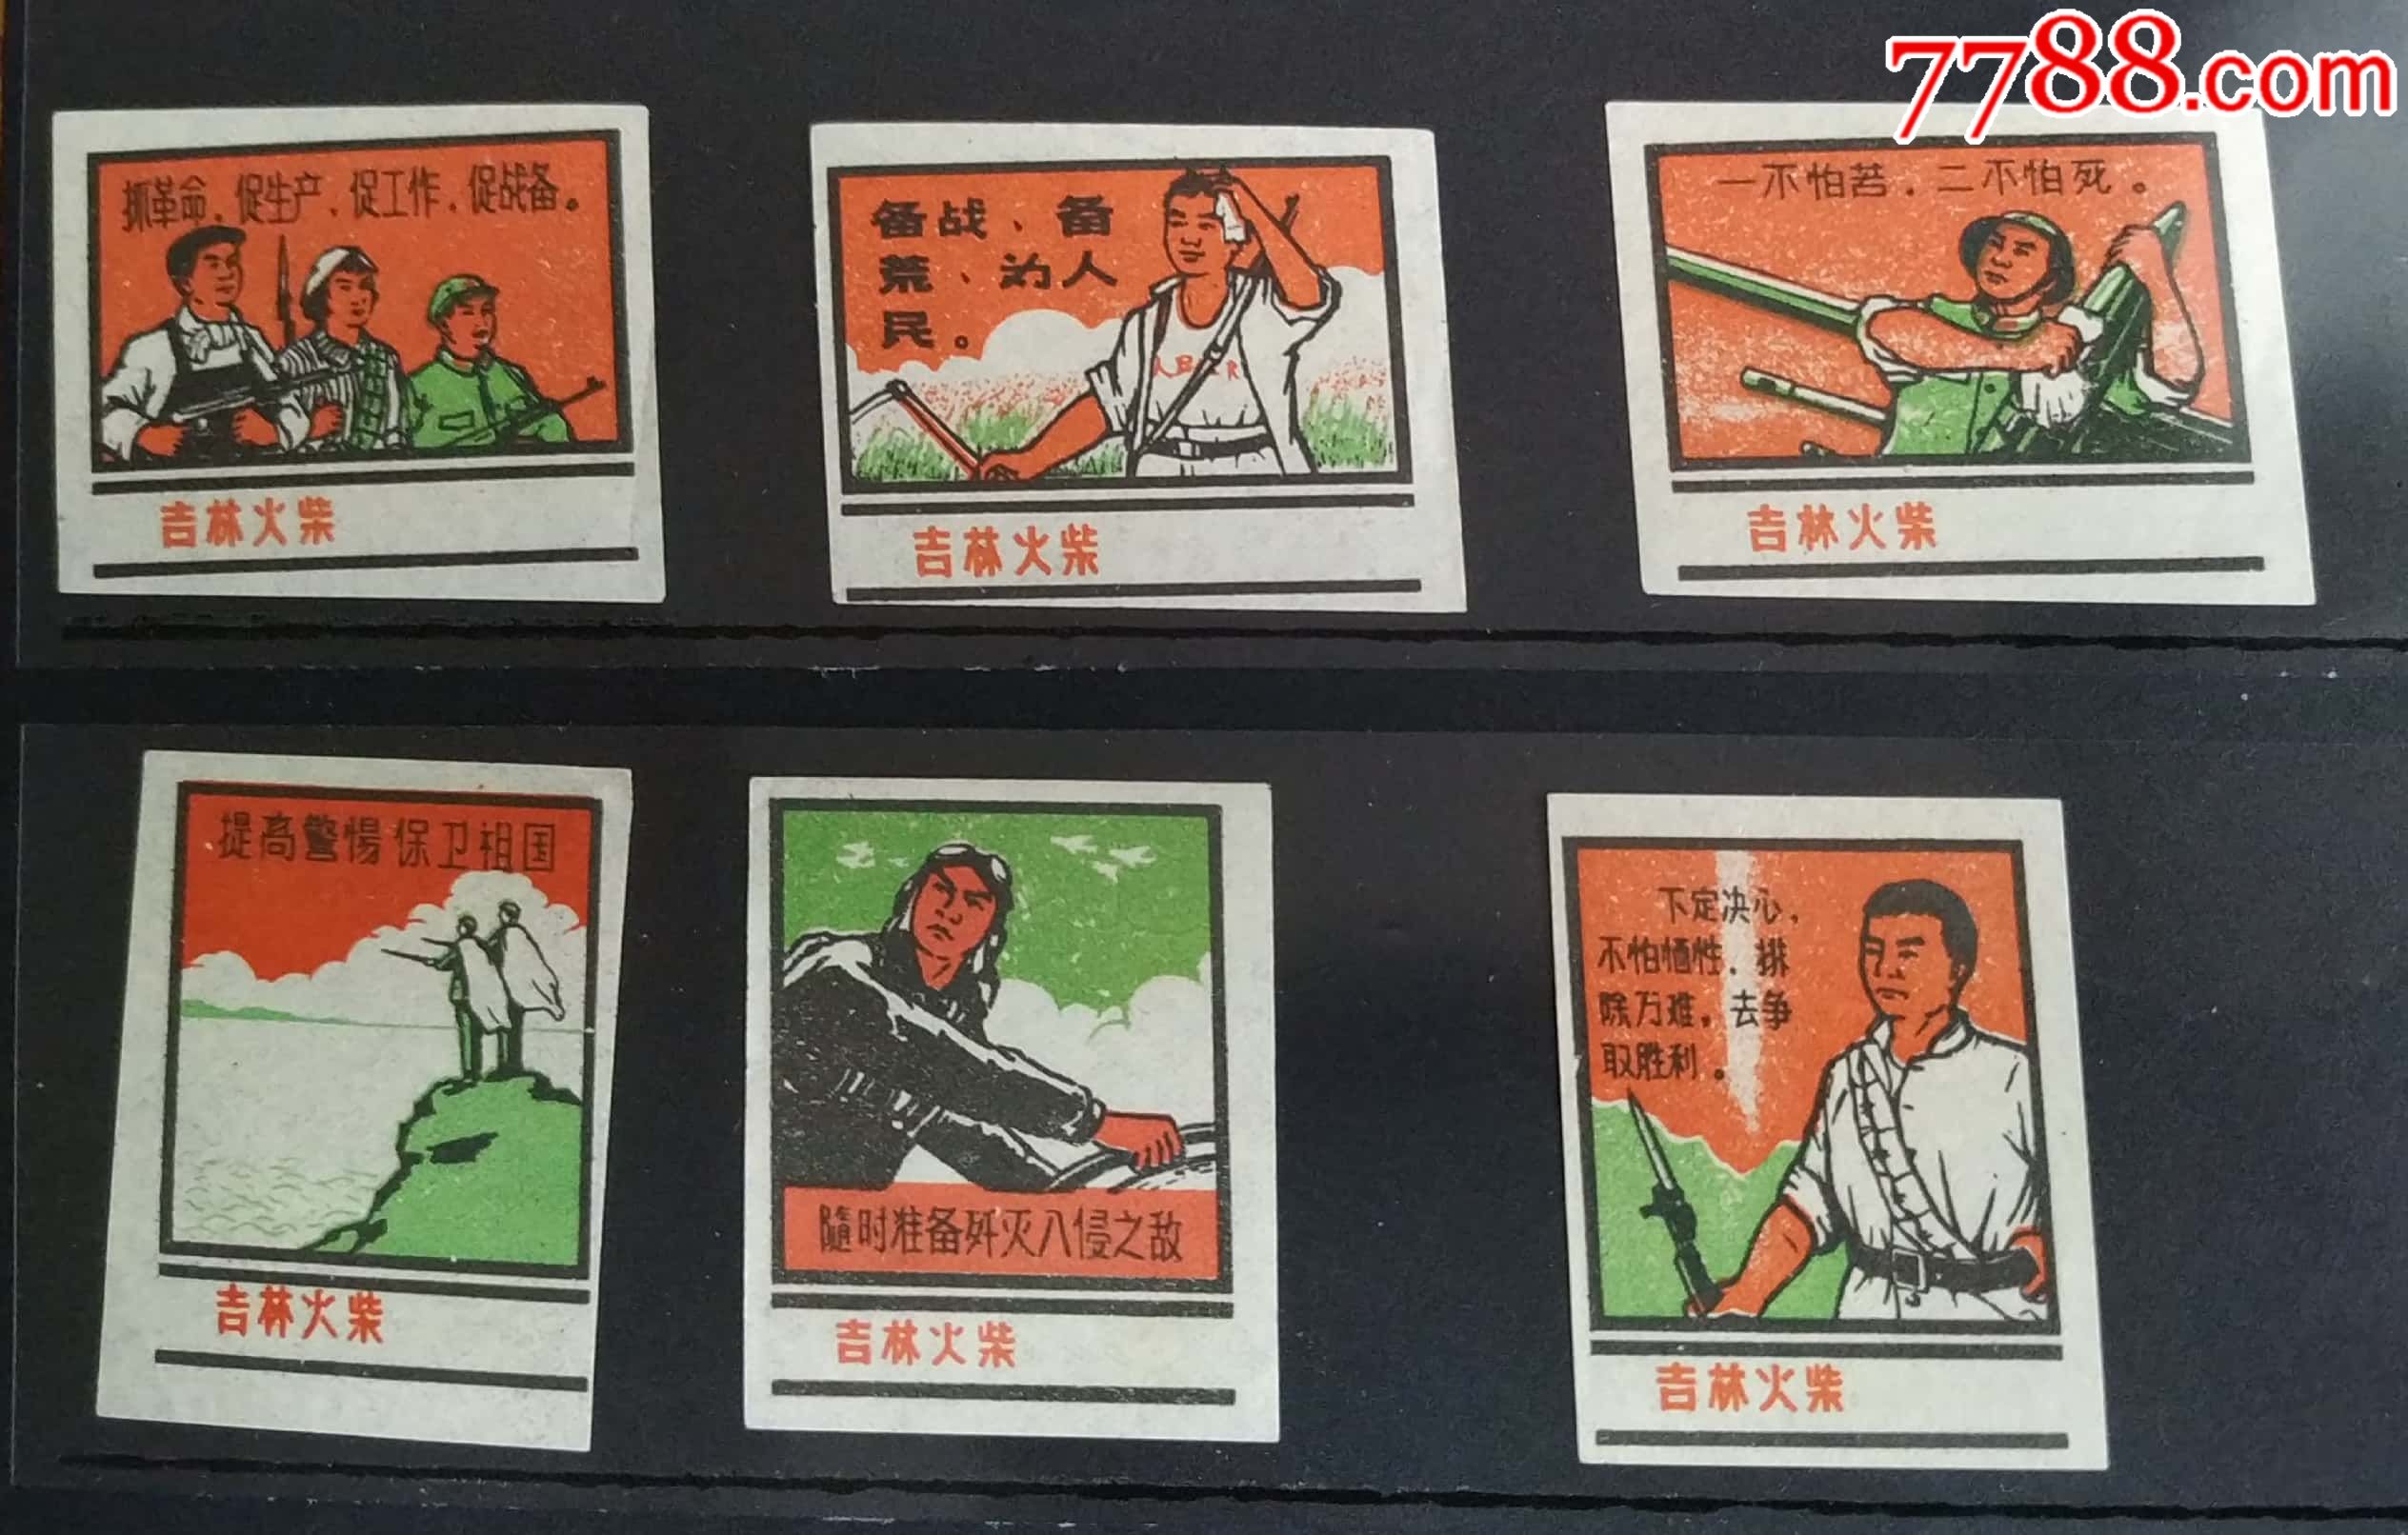 7788.com
抓革命、促生产、促工作、促战备。
吉林火柴
备战、备
荒、为人
民。
吉林火柴
一不怕苦、二不怕死。
吉林火柴
提高警惕保卫祖国
吉林火柴
随时准备歼灭入侵之敌
吉林火柴
下定决心，
不怕牺牲，排
除万难，去争
取胜利。
吉林火柴